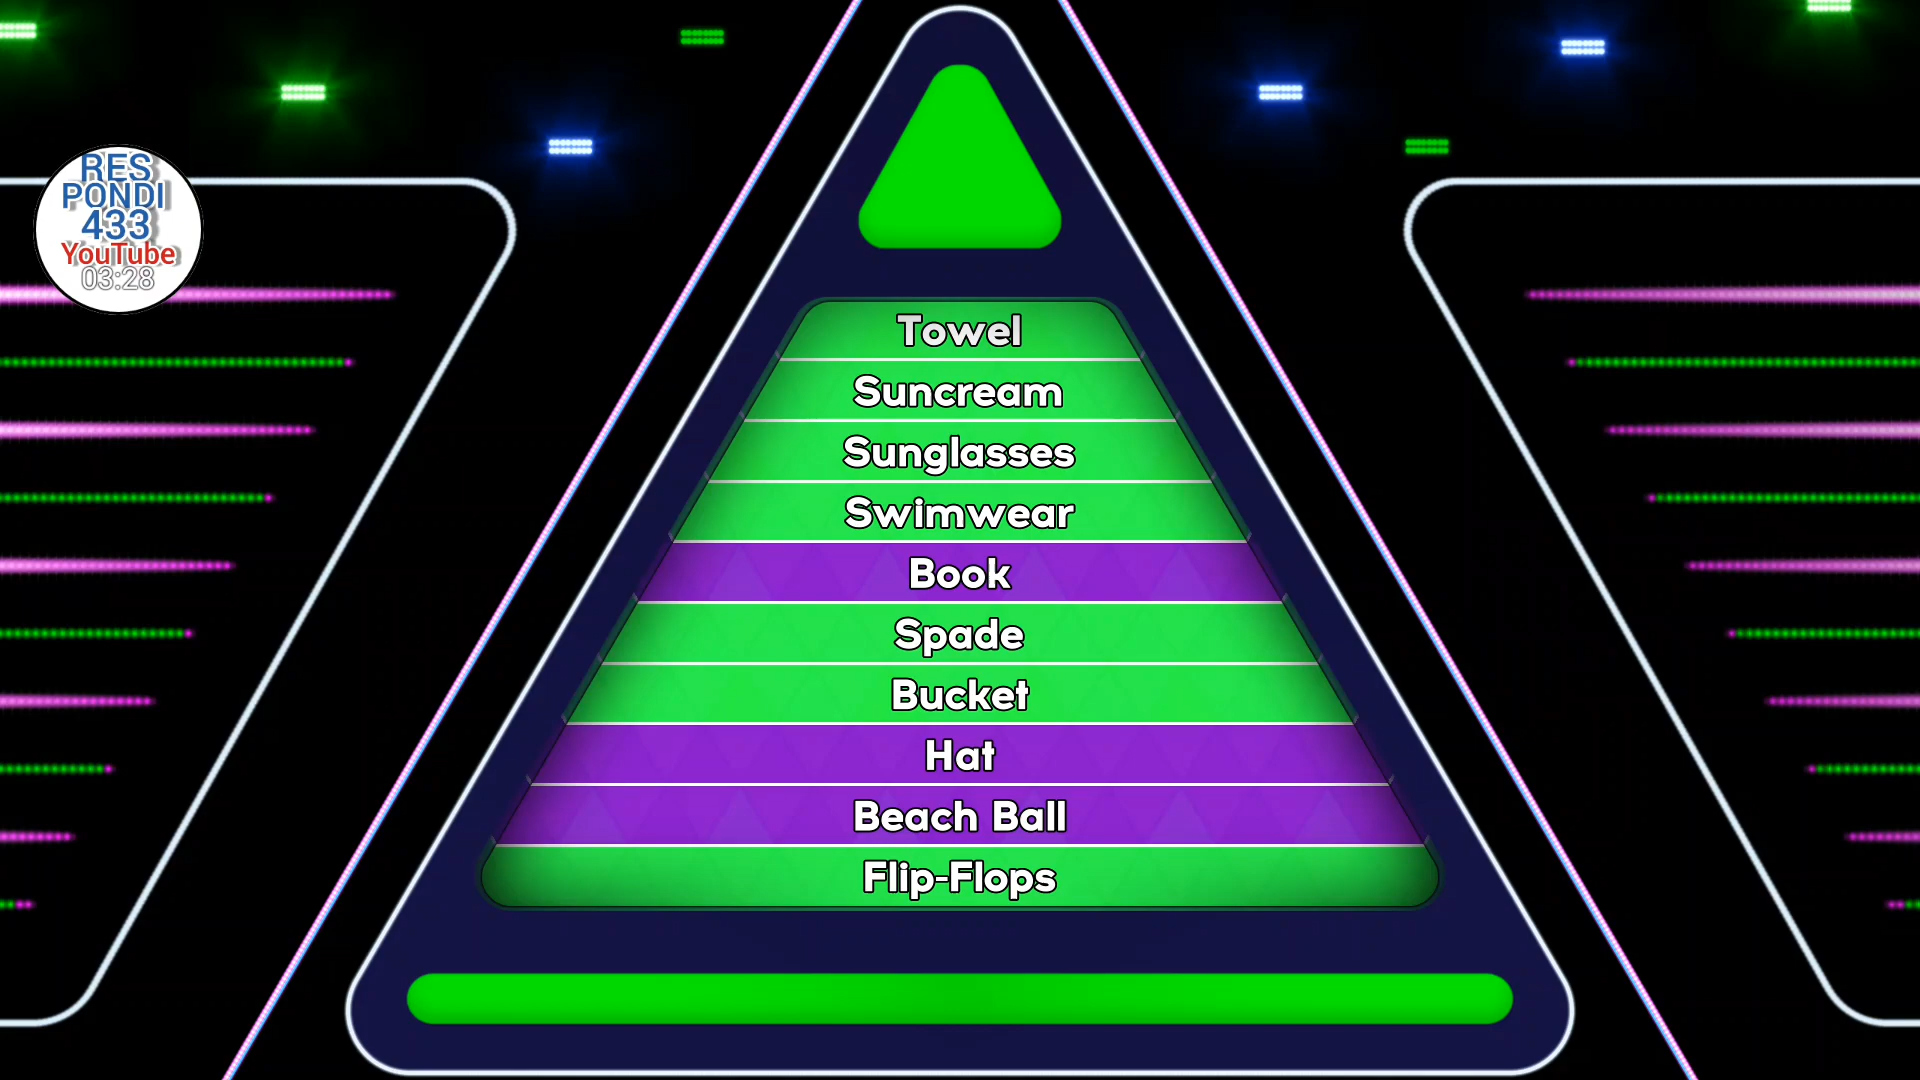 RES
PONDI
433
YouTube
03:28
Towel
Suncream
Sunglasses
Swimwear
Book
Spade
Bucket
Hat
Beach Ball
Flip-Flops